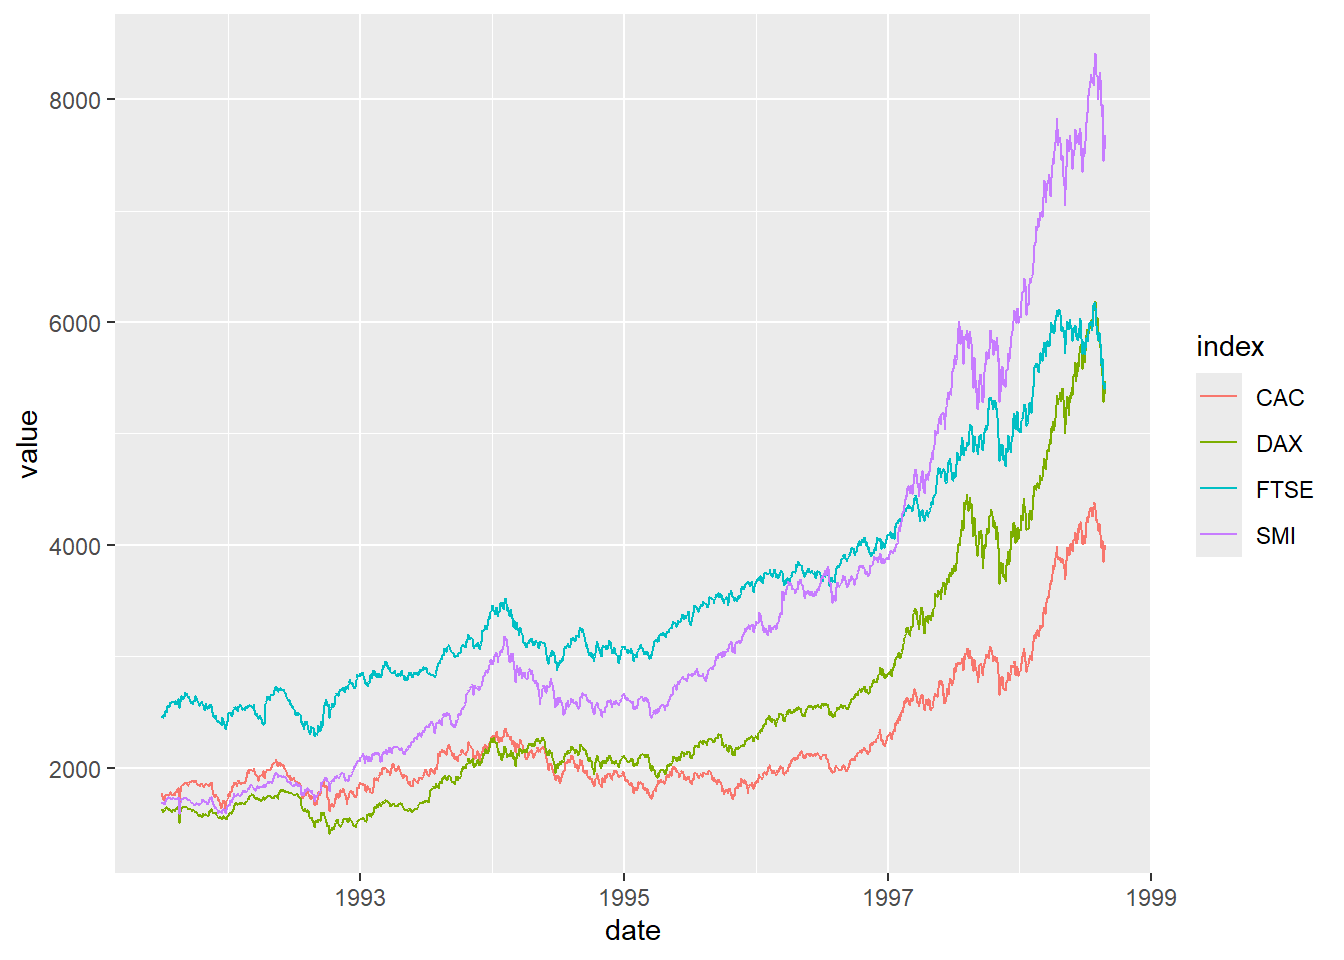 value
8000
6000
4000
2000
1993
1995
1997
1999
date
index
CAC
DAX
FTSE
SMI